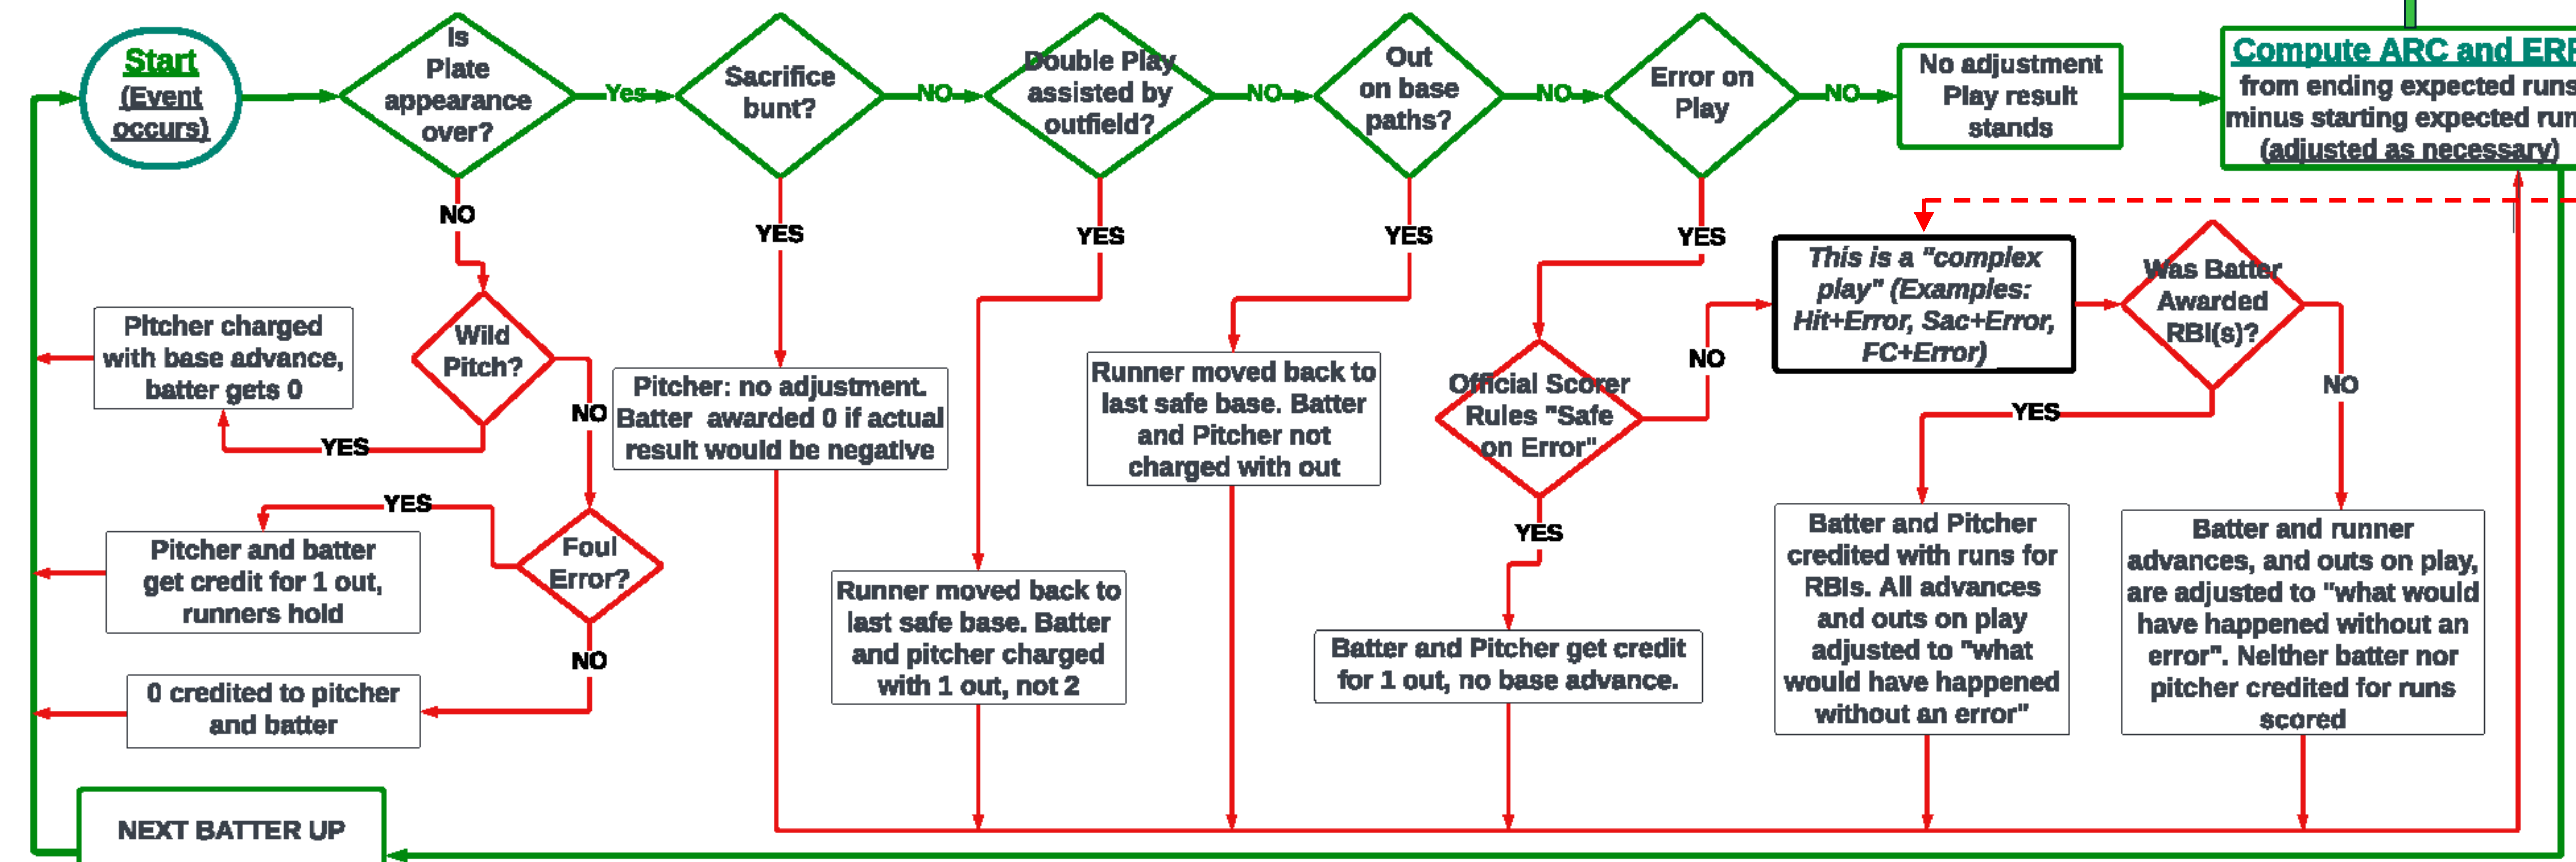 Start
(Event
occurs)
Is
Plate
appearance
over?
Yes
Sacrifice
bunt?
NO
Double Play
assisted by
outfield?
NO
Out
on base
paths?
NO
Error on
Play
NO
No adjustment
Play result
stands
Compute ARC and
from ending expected runs
minus starting expected
(adjusted as necessary)
NO
YES
YES
YES
YES
Wild
Pitch?
YES
NO
Pitcher charged
with base advance,
batter gets 0
Foul
Error?
YES
NO
Pitcher and batter
get credit for 1 out,
runners hold
0 credited to pitcher
and batter
Pitcher: no adjustment.
Batter awarded 0 if actual
result would be negative
Runner moved back to
last safe base. Batter
and pitcher charged
with 1 out, not 2
Runner moved back to
last safe base. Batter
and Pitcher not
charged with out
Official Scorer
Rules "Safe
on Error"
NO
YES
Batter and Pitcher get credit
for 1 out, no base advance.
This is a "complex
play" (Examples:
Hit+Error, Sac+Error,
FC+Error)
Was Batter
Awarded
RBI(s)?
YES
NO
Batter and Pitcher
credited with runs for
RBIs. All advances
and outs on play
adjusted to "what
would have happened
without an error"
Batter and runner
advances, and outs on play,
are adjusted to "what would
have happened without an
error". Neither batter nor
pitcher credited for runs
scored
NEXT BATTER UP